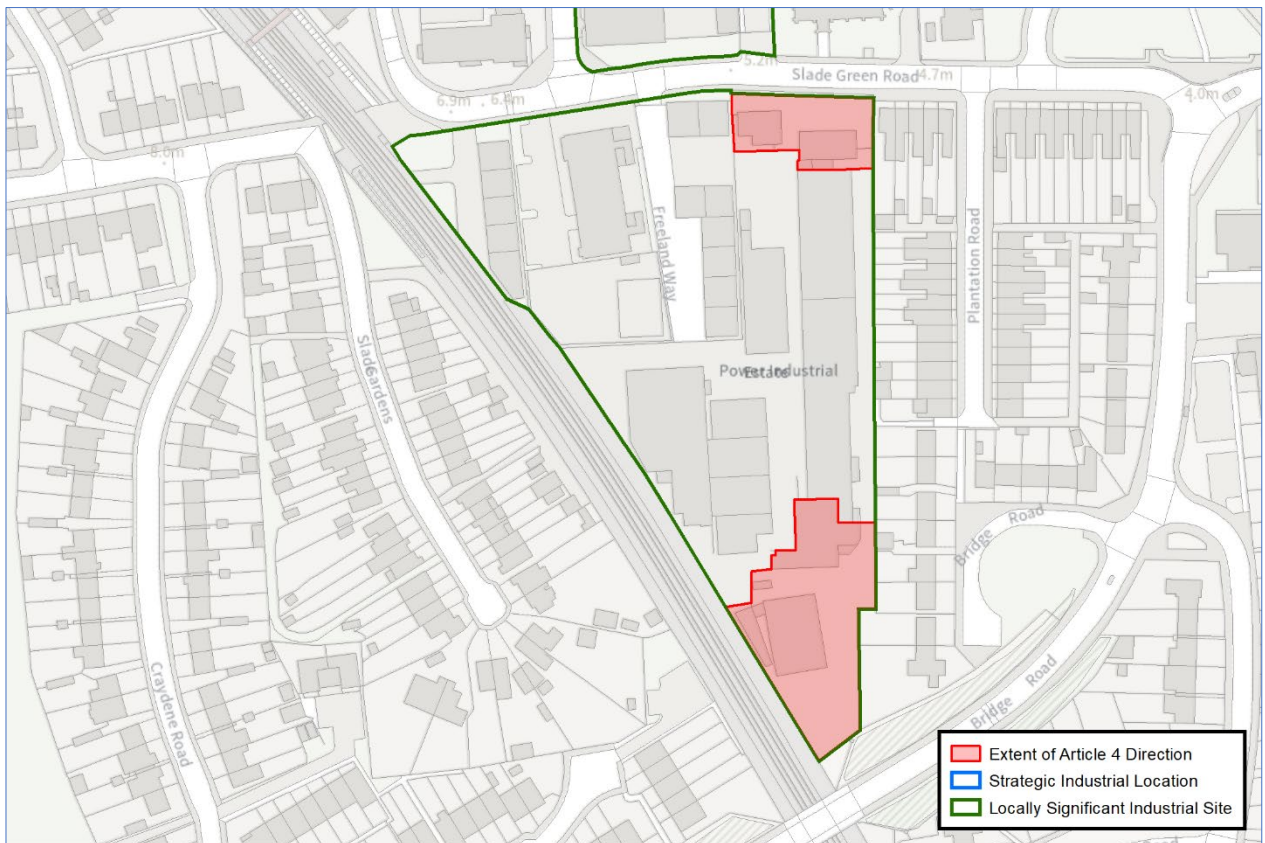 5.2m
Slade Green Road
4.7m
4.0m
6.9m
6.4m
8.0m
Freeland Way
Plantation Road
Slade
Gardens
Power Industrial
Estate
Bridge Road
Craydene Road
Bridge Road
Extent of Article 4 Direction
Strategic Industrial Location
Locally Significant Industrial Site